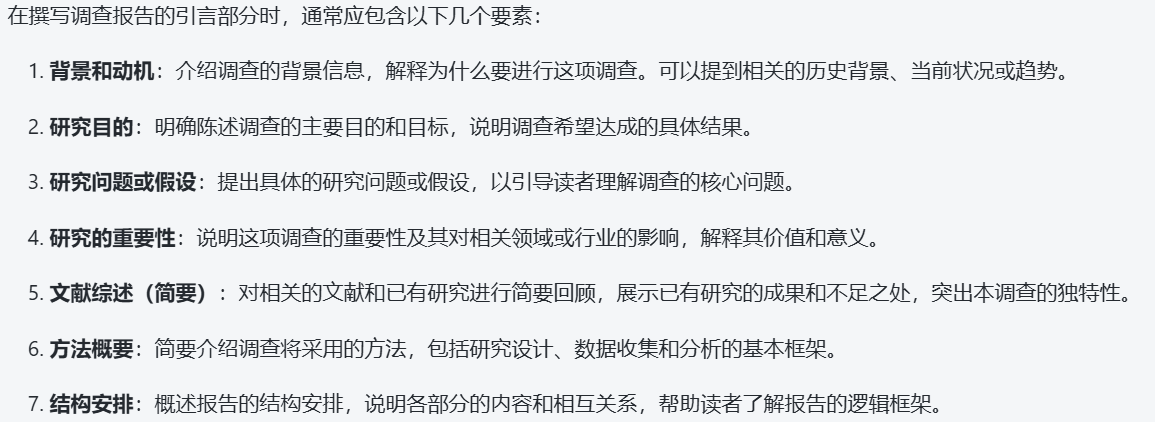 在撰写调查报告的引言部分时，通常应包含以下几个要素：
1. 背景和动机：介绍调查的背景信息，解释为什么要进行这项调查。可以提到相关的历史背景、当前状况或趋势。
2. 研究目的：明确陈述调查的主要目的和目标，说明调查希望达成的具体结果。
3. 研究问题或假设：提出具体的研究问题或假设，以引导读者理解调查的核心问题。
4. 研究的重要性：说明这项调查的重要性及其对相关领域或行业的影响，解释其价值和意义。
5. 文献综述（简要）：对相关的文献和已有研究进行简要回顾，展示已有研究的成果和不足之处，突出本调查的独特性。
6. 方法概要：简要介绍调查将采用的方法，包括研究设计、数据收集和分析的基本框架。
7. 结构安排：概述报告的结构安排，说明各部分的内容和相互关系，帮助读者了解报告的逻辑框架。